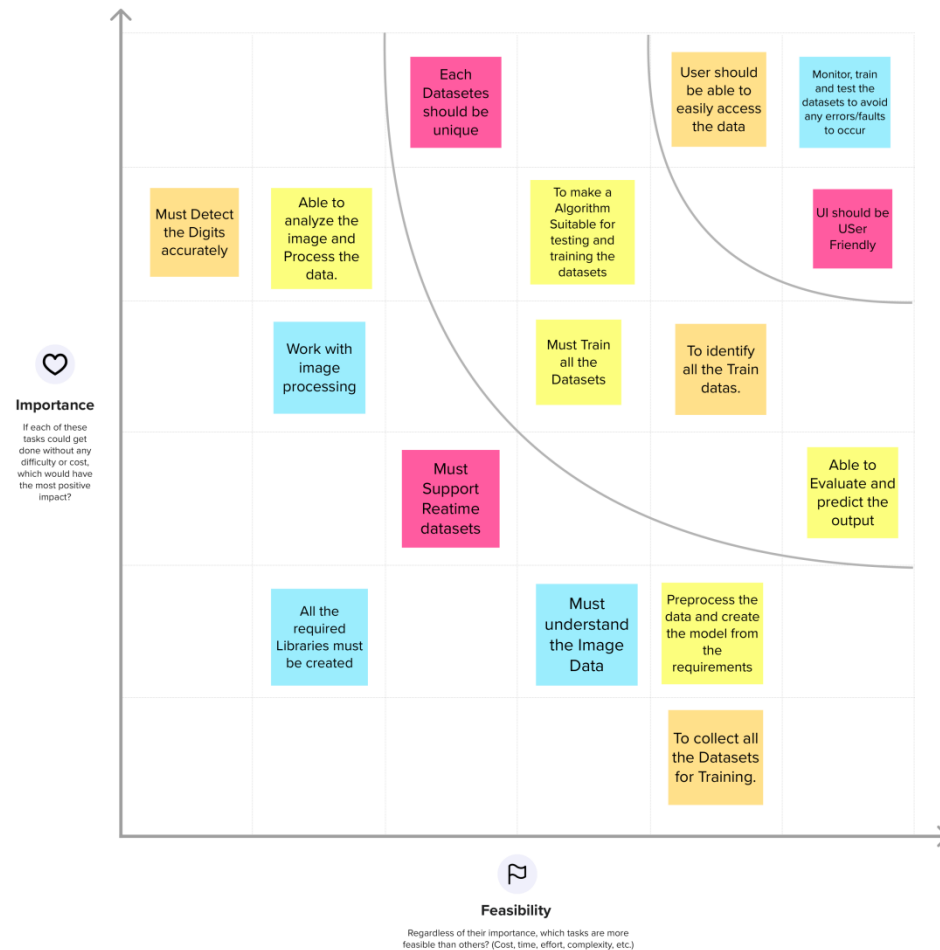 Each
Datasetes
should be
unique
User should
be able to
easily access
the data
Monitor, train
and test the
datasets to avoid
any errors/faults
to occur
Must Detect
the Digits
accurately
Able to
analyze the
image and
Process the
data.
To make a
Algorithm
Suitable for
testing and
training the
datasets
UI should be
USer
Friendly
Work with
image
processing
Must Train
all the
Datasets
To identify
all the Train
datas.
Importance
If each of these
tasks could get
done without any
difficulty or cost,
which would have
the most positive
impact?
Must
Support
Reatime
datasets
Able to
Evaluate and
predict the
output
All the
required
Libraries must
be created
Must
understand
the Image
Data
Preprocess the
data and create
the model from
the
requirements
To collect all
the Datasets
for Training.
Feasibility
Regardless of their importance, which tasks are more
feasible than others? (Cost, time, effort, complexity, etc.)